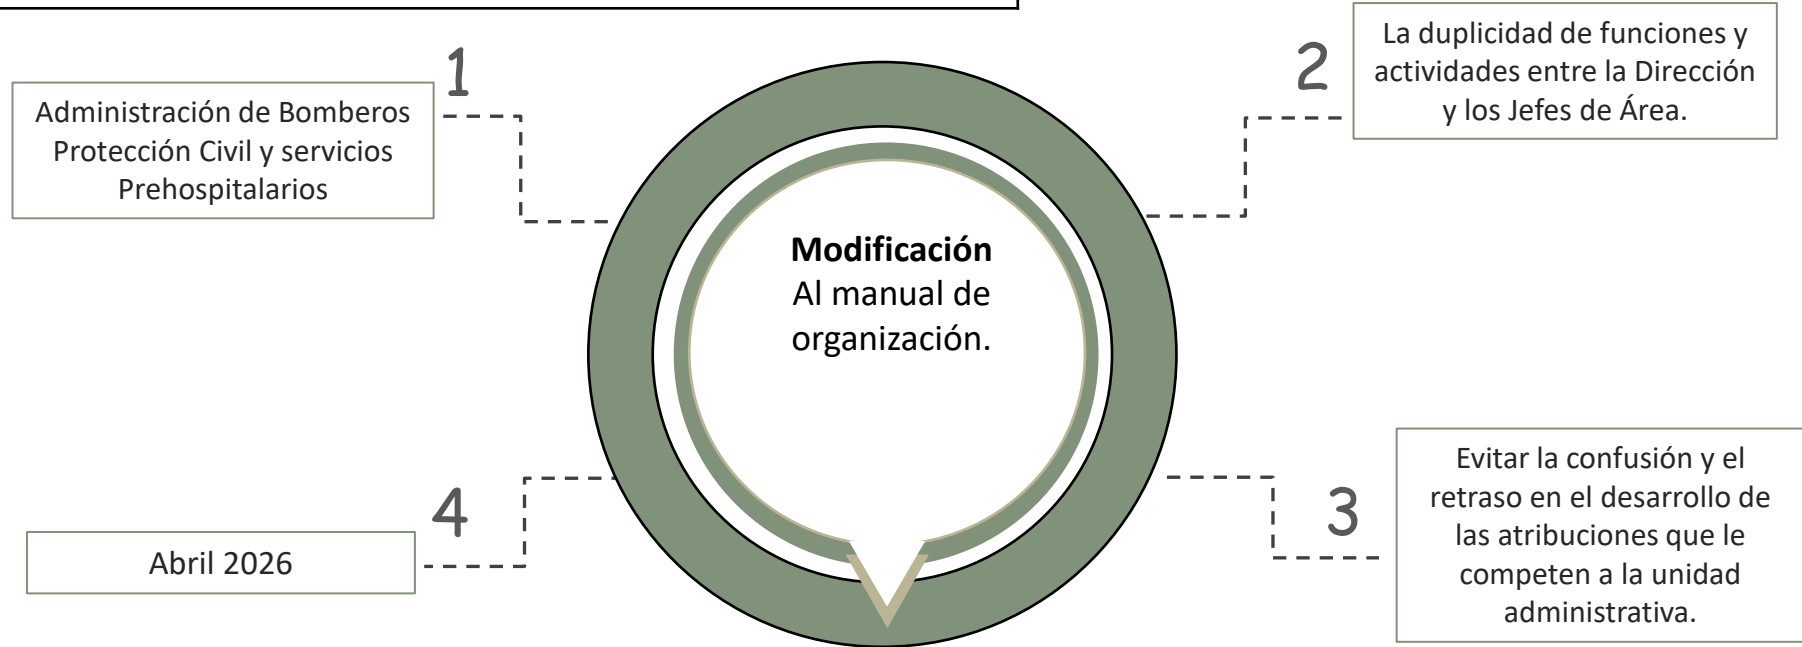 1
Administración de Bomberos
Protección Civil y servicios
Prehospitalarios
2
La duplicidad de funciones y
actividades entre la Dirección
y los Jefes de Área.
Modificación
Al manual de
organización.
3
Evitar la confusión y el
retraso en el desarrollo de
las atribuciones que le
competen a la unidad
administrativa.
4
Abril 2026